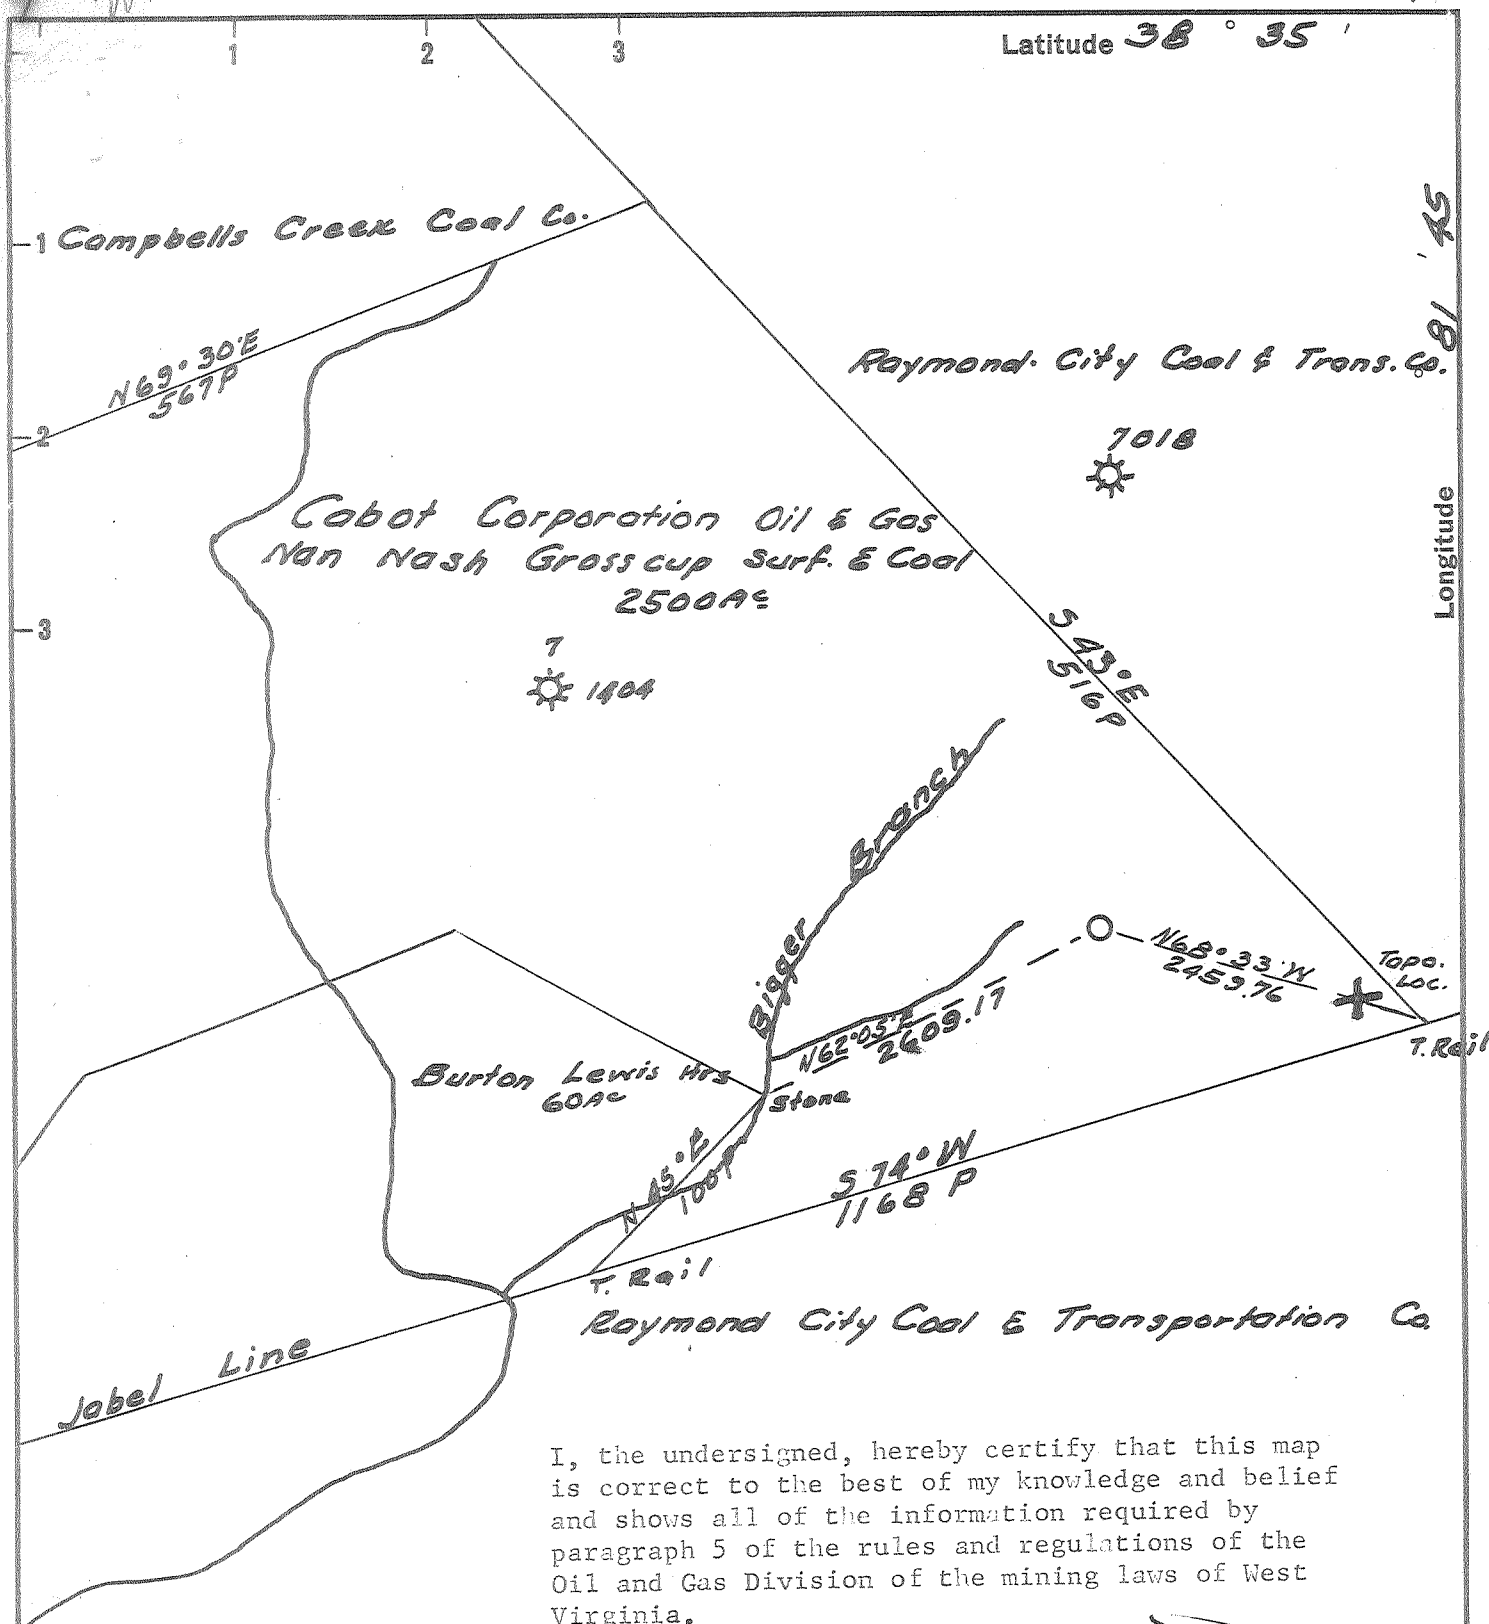 1
2
3
Latitude 38 ° 35 '
1
Campbells Creek Coal Co.
Longitude 81 ° 45 '
N69°30'E
567P
Raymond City Coal & Trans. Co.
2
7018
Cabot Corporation Oil & Gas
Nan Nash Grosscup Surf. & Coal
2500Ac
3
7
1404
S 43°E
516 P
Bigger Branch
N68°33'W
2459.76
Topo.
Loc.
N62°05'E
2609.17
T. Rail
Burton Lewis Hrs
60Ac
Stone
N 45°E
100P
S 74° W
1168 P
T. Rail
Raymond City Coal & Transportation Co.
Jabel Line
I, the undersigned, hereby certify that this map
is correct to the best of my knowledge and belief
and shows all of the information required by
paragraph 5 of the rules and regulations of the
Oil and Gas Division of the mining laws of West
Virginia.